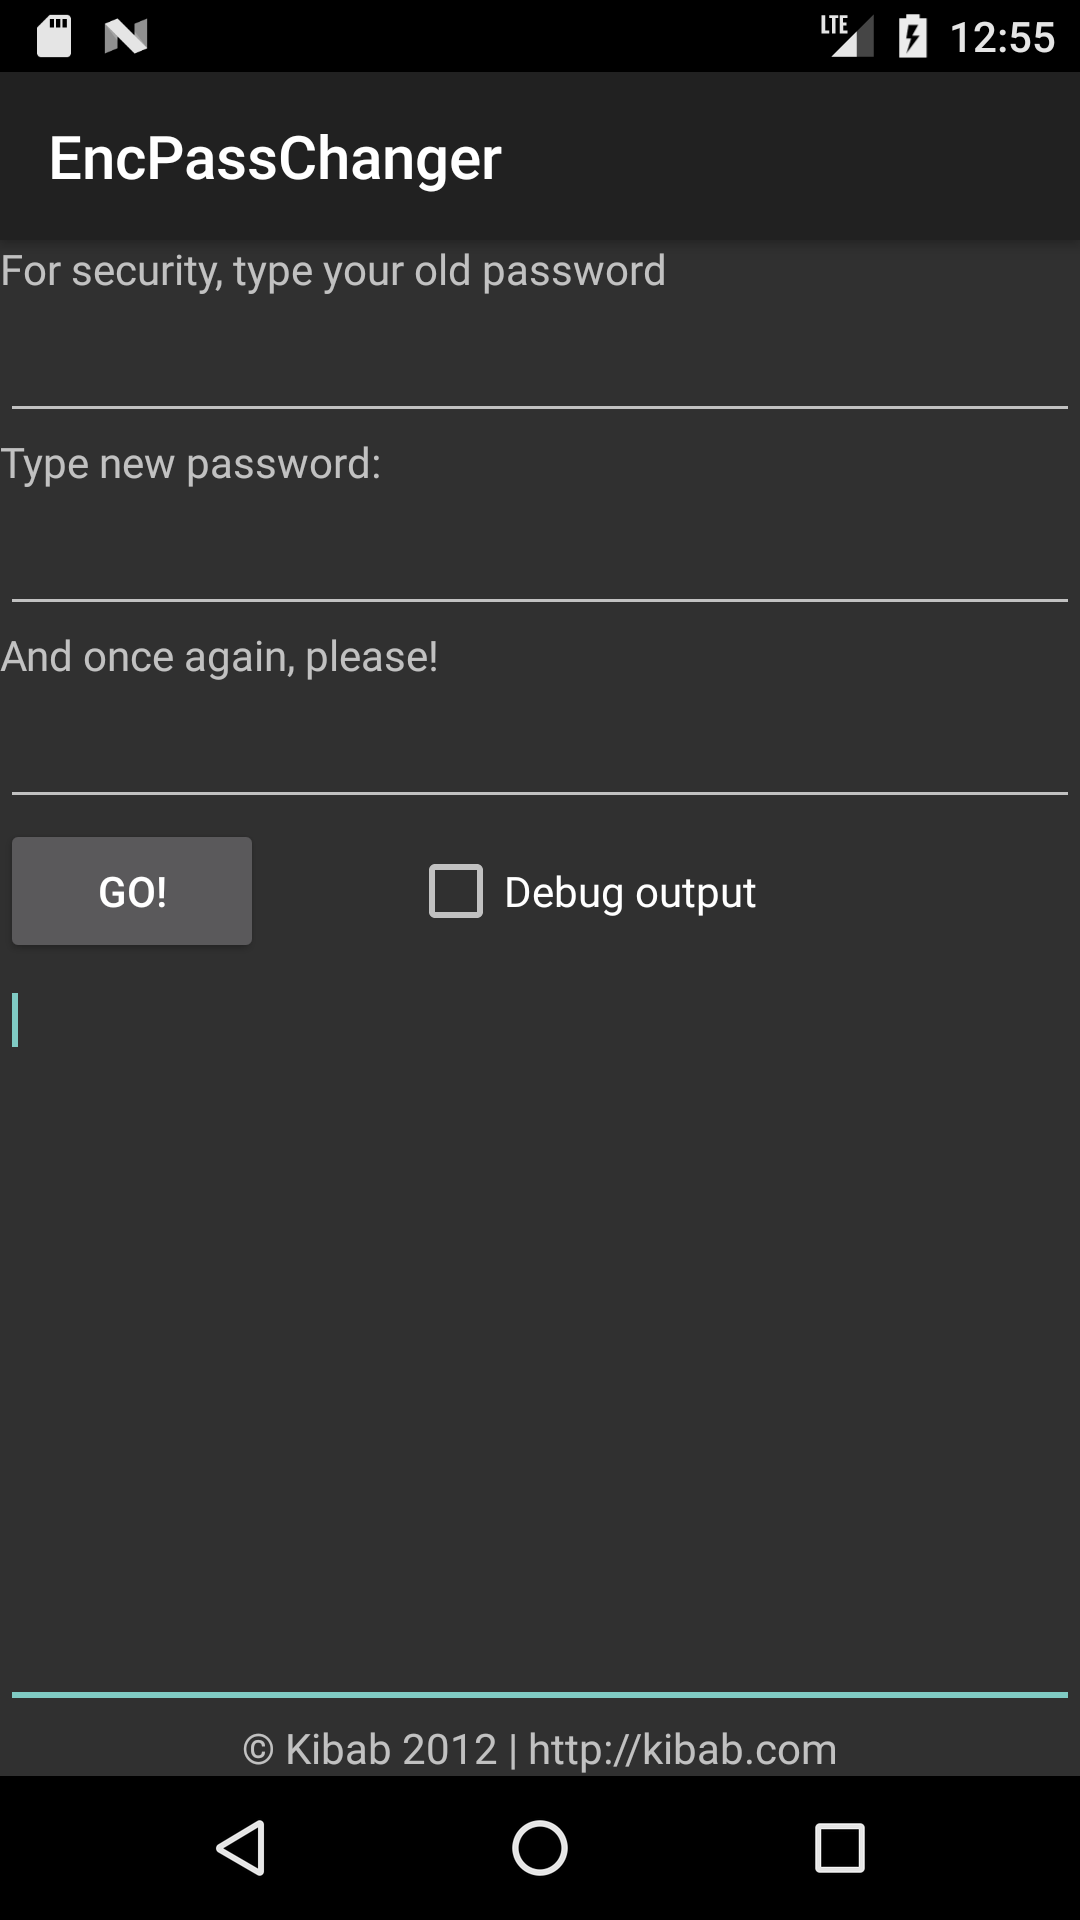 LTE 12:55
EncPassChanger
For security, type your old password
Type new password:
And once again, please!
GO!
Debug output
© Kibab 2012 | http://kibab.com